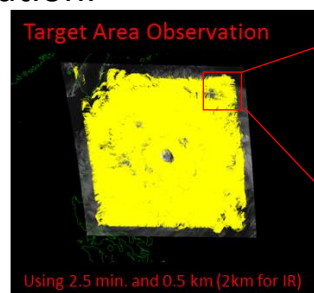 Target Area Observation
Using 2.5 min. and 0.5 km (2km for IR)